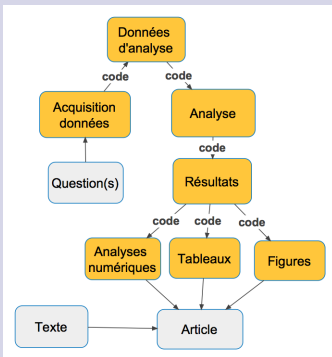 Données
d'analyse
code
code
Acquisition
données
Analyse
code
Question(s)
Résultats
code
code
code
Analyses
numériques
Tableaux
Figures
Texte
Article